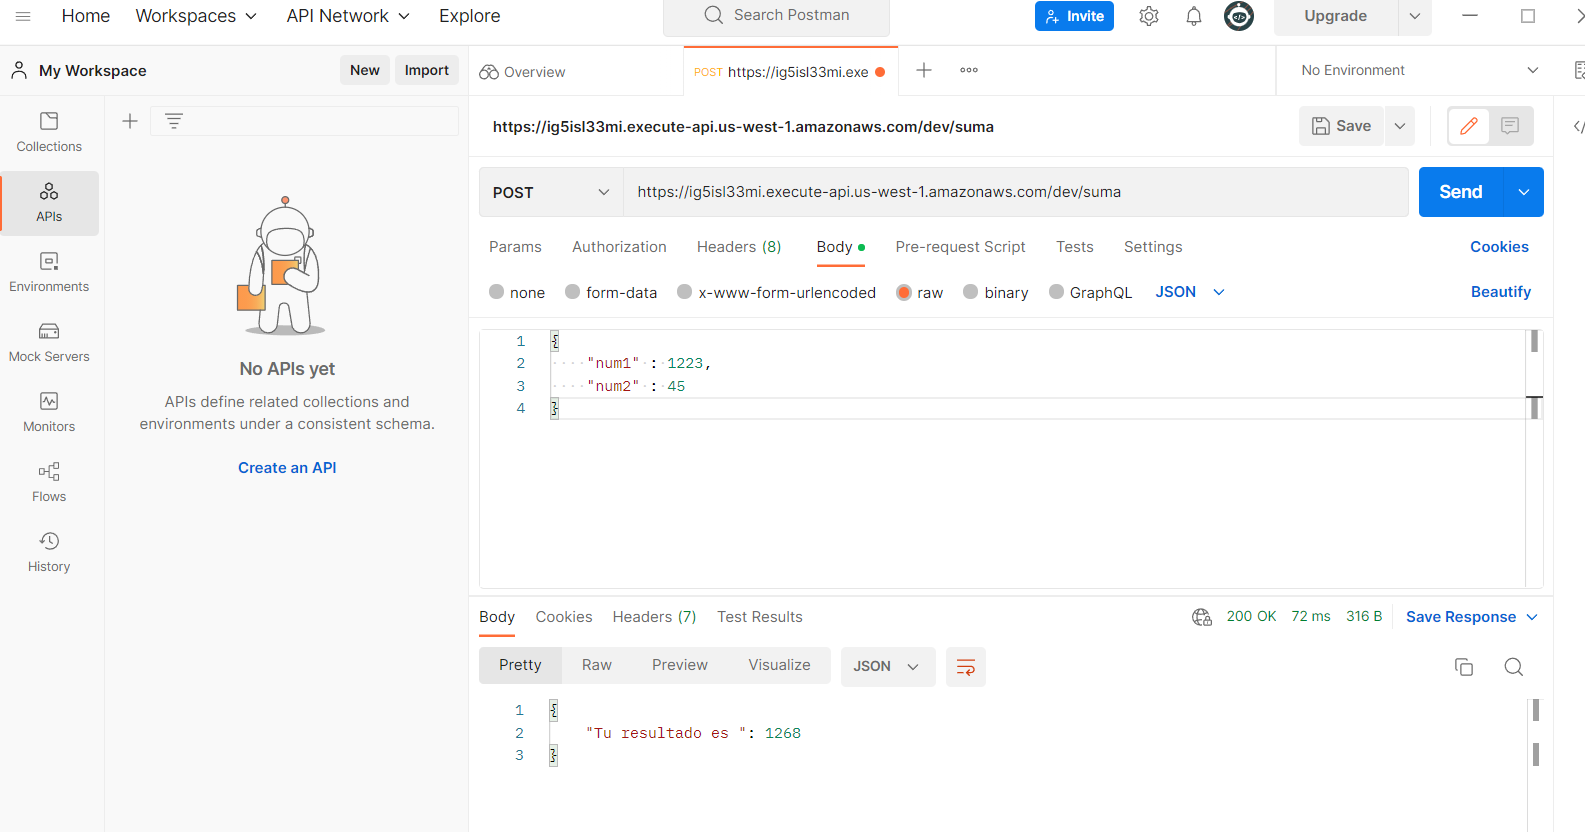 Home Workspaces API Network Explore Search Postman Invite Upgrade
My Workspace New Import Overview POST https://ig5isl33mi.exe No Environment
https://ig5isl33mi.execute-api.us-west-1.amazonaws.com/dev/suma Save
POST https://ig5isl33mi.execute-api.us-west-1.amazonaws.com/dev/suma Send
Params Authorization Headers (8) Body Pre-request Script Tests Settings Cookies
none form-data x-www-form-urlencoded raw binary GraphQL JSON Beautify
1 {
2 "num1" : 1223,
3 "num2" : 45
4 }
Collections
APIs
Environments
Mock Servers
Monitors
Flows
History
No APIs yet
APIs define related collections and
environments under a consistent schema.
Create an API
Body Cookies Headers (7) Test Results 200 OK 72 ms 316 B Save Response
Pretty Raw Preview Visualize JSON
1 {
2 "Tu resultado es ": 1268
3 }